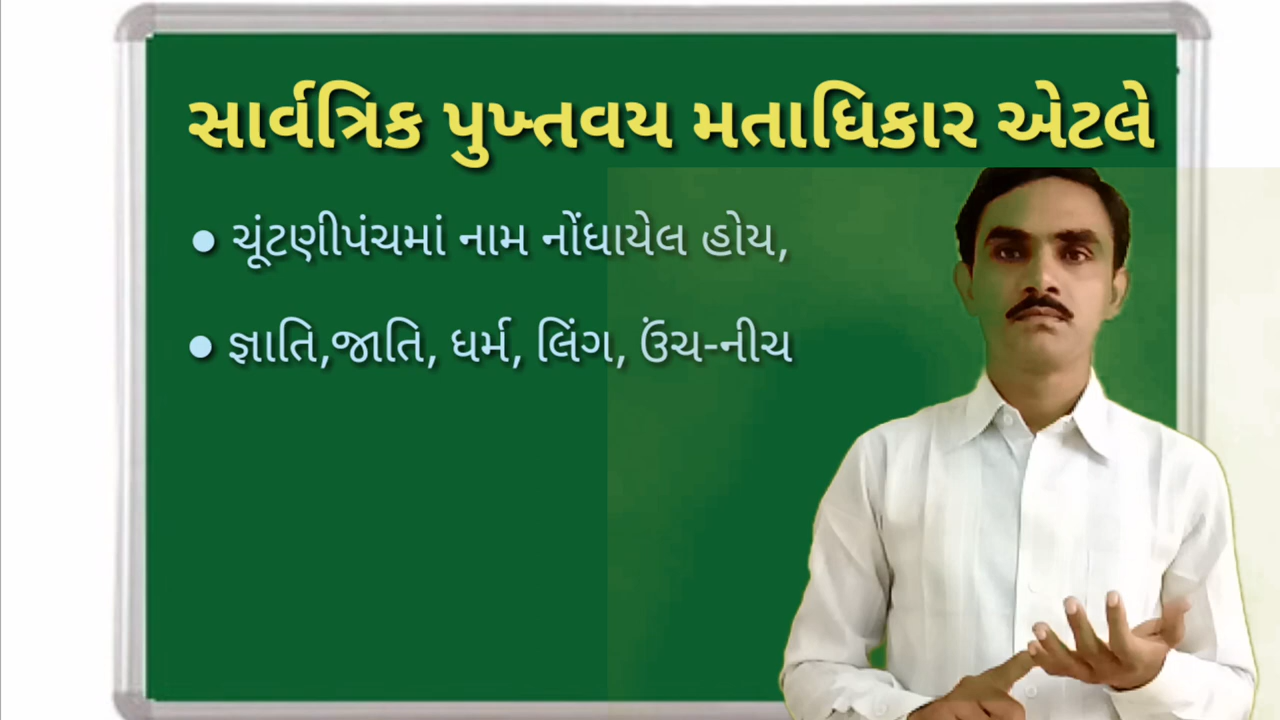 સાર્વત્રિક પુખ્તવય મતાધિકાર એટલે
• ચૂંટણીપંચમાં નામ નોંધાયેલ હોય,
• જ્ઞાતિ,જાતિ, ધર્મ, લિંગ, ઉંચ-નીચ